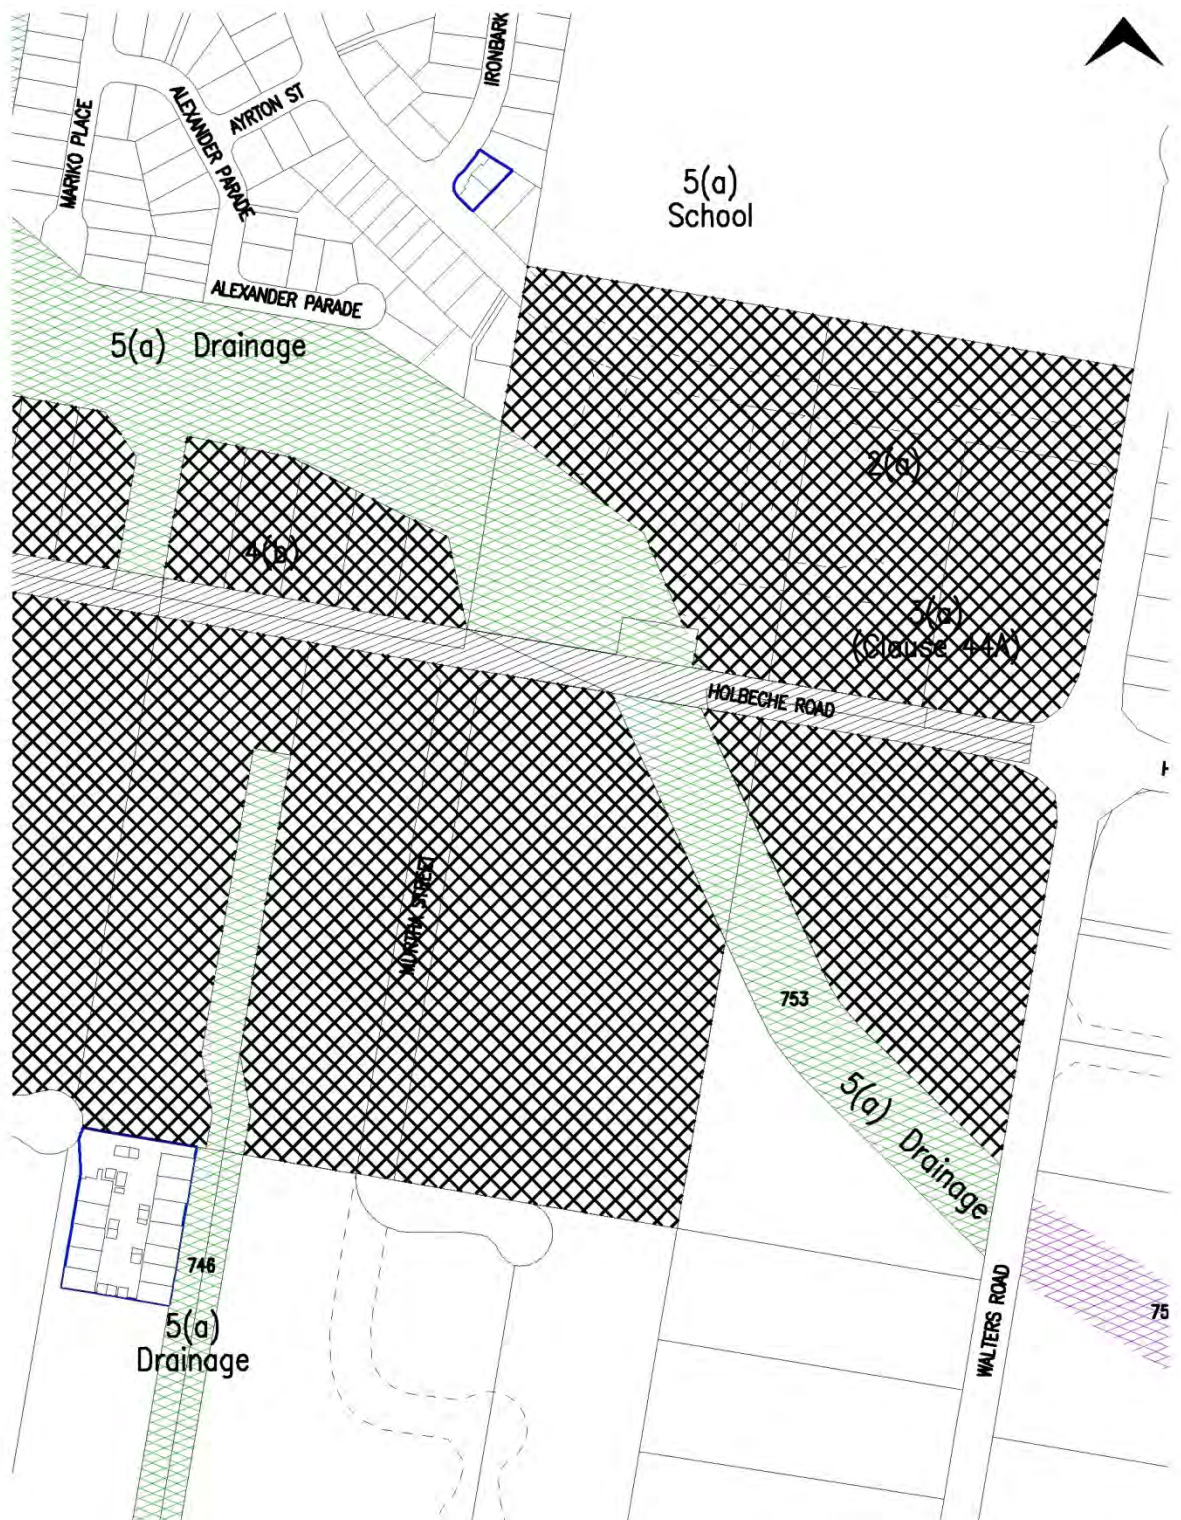 IRONBARK
MARIKO PLACE
ALEXANDER PARADE
AYRTON ST
5(a)
School
ALEXANDER PARADE
5(a) Drainage
2(a)
4(b)
3(a)
(Clause 44A)
HOLBECHE ROAD
H
MURTHA STREET
753
5(a) Drainage
746
5(a)
Drainage
WALTERS ROAD
75